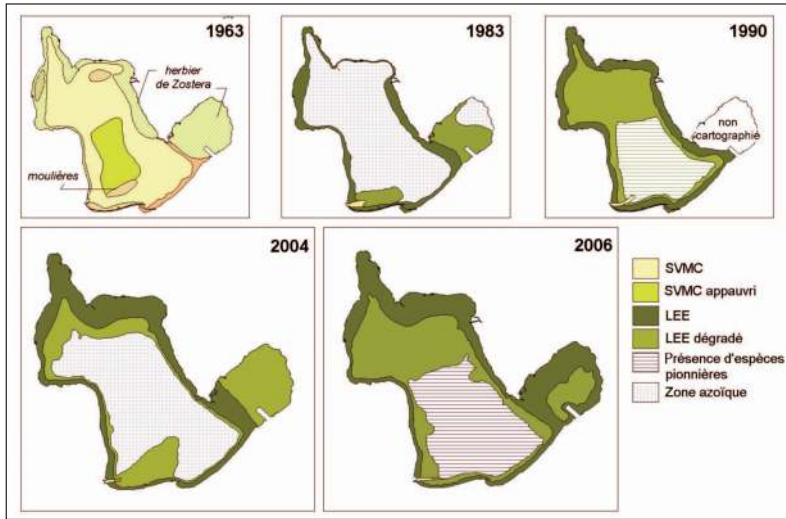 1963
herbier
de Zostera
moulières
1983
1990
non
cartographié
2004
2006
SVMC
SVMC appauvri
LEE
LEE dégradé
Présence d'espèces
pionnières
Zone azoïque